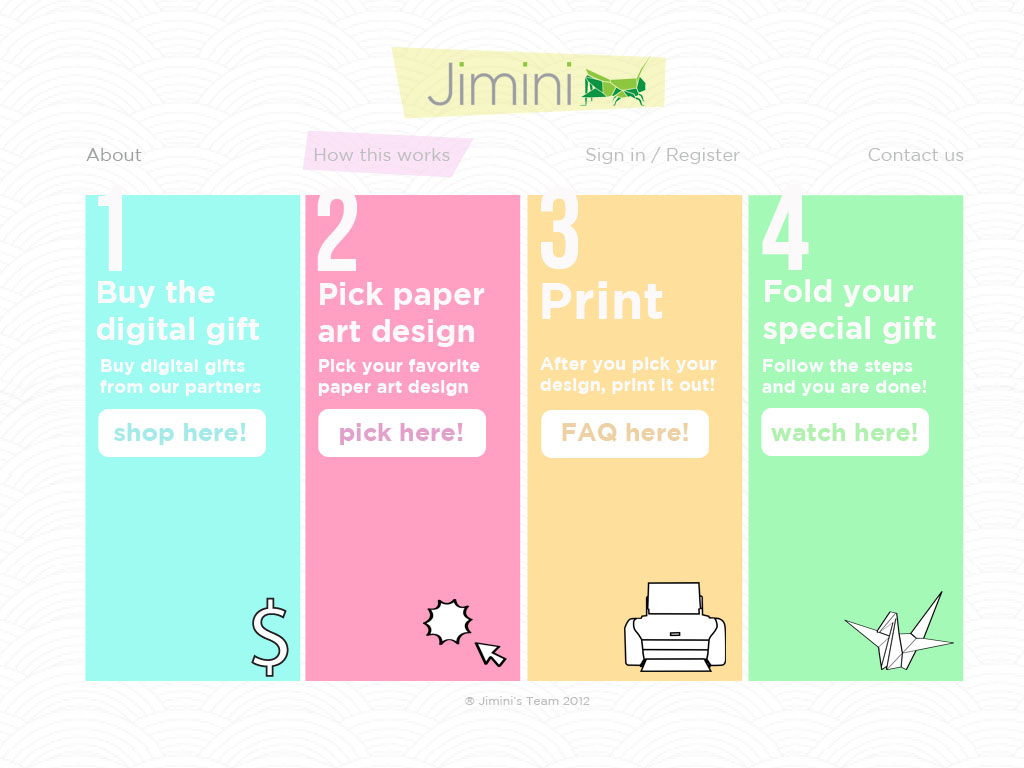 Jimini
About
How this works
Sign in / Register
Contact us
1
Buy the
digital gift
Buy digital gifts
from our partners
shop here!
2
Pick paper
art design
Pick your favorite
paper art design
pick here!
3
Print
After you pick your
design, print it out!
FAQ here!
4
Fold your
special gift
Follow the steps
and you are done!
watch here!
$
® Jimini's Team 2012